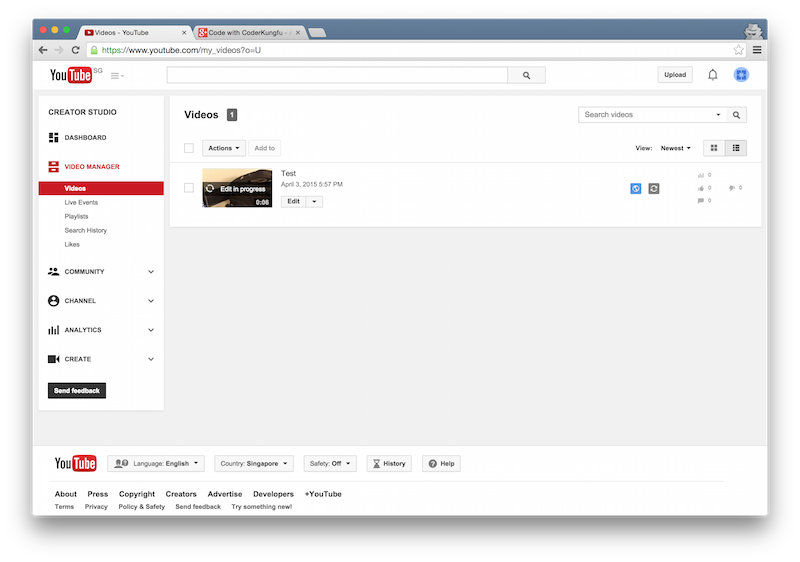 Videos - YouTube
Code with CoderKungfu -
https://www.youtube.com/my_videos?o=U
YouTube SG
Upload
CREATOR STUDIO
DASHBOARD
VIDEO MANAGER
Videos
Live Events
Playlists
Search History
Likes
COMMUNITY
CHANNEL
ANALYTICS
CREATE
Send feedback
Videos 1
Search videos
Actions
Add to
View: Newest
Edit in progress
0:06
Test
April 3, 2015 5:57 PM
Edit
0
0 0
0
YouTube
Language: English
Country: Singapore
Safety: Off
History
Help
About Press Copyright Creators Advertise Developers +YouTube
Terms Privacy Policy & Safety Send feedback Try something new!